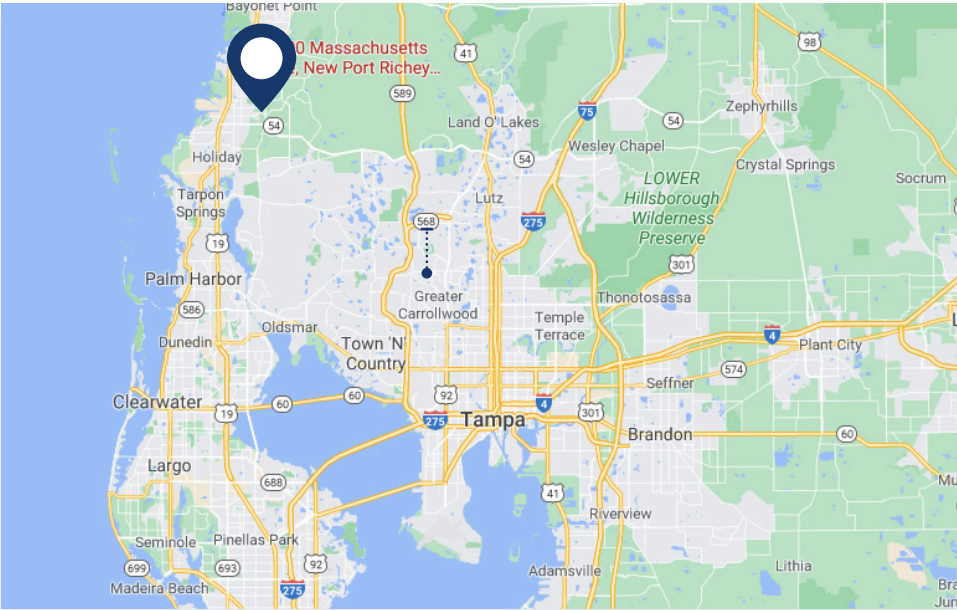 Bayonet Point
0 Massachusetts
, New Port Richey...
41
98
589
75
Zephyrhills
54
Land O' Lakes
54
54
Wesley Chapel
Holiday
Crystal Springs
LOWER
Hillsborough
Wilderness
Preserve
Socrum
Tarpon
Springs
Lutz
568
275
19
301
Palm Harbor
Greater
Carrollwood
Thonotosassa
586
Temple
Terrace
Oldsmar
4
Dunedin
Town 'N'
Country
Plant City
574
Seffner
60
60
92
Clearwater
19
4
301
275
Tampa
Brandon
60
Largo
688
41
Riverview
Seminole
Pinellas Park
699
693
92
Adamsville
Lithia
Madeira Beach
275